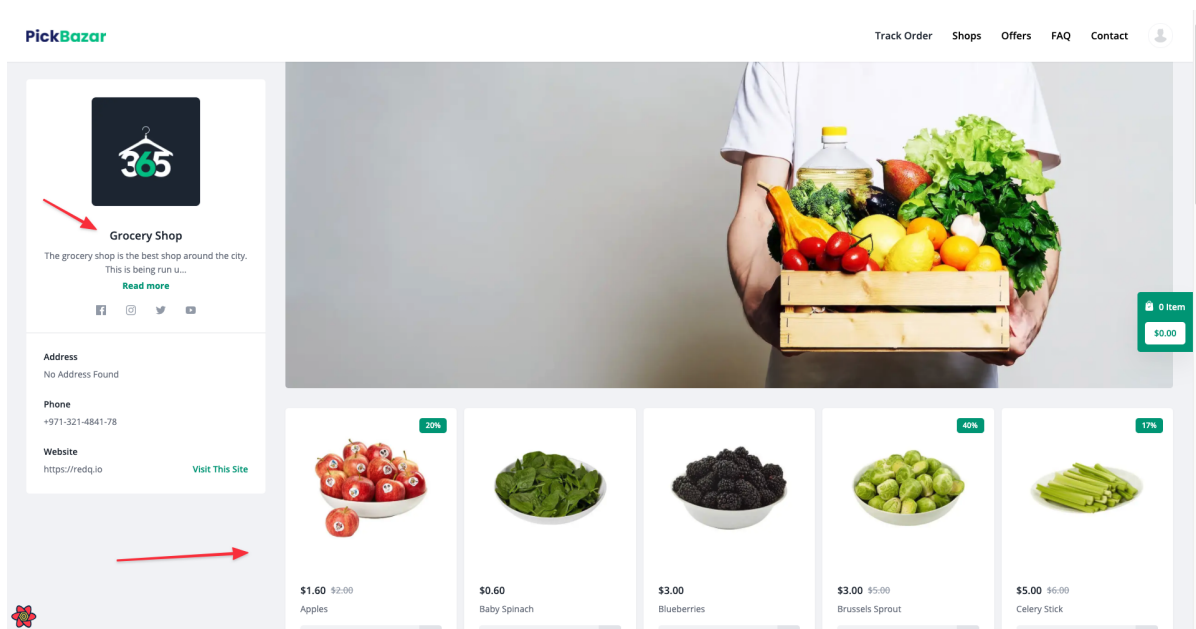 PickBazar
Track Order Shops Offers FAQ Contact
365
Grocery Shop
The grocery shop is the best shop around the city.
This is being run u...
Read more
Address
No Address Found
Phone
+971-321-4841-78
Website
https://redq.io Visit This Site
0 Item
$0.00
20%
40%
17%
$1.60 $2.00
Apples
$0.60
Baby Spinach
$3.00
Blueberries
$3.00 $5.00
Brussels Sprout
$5.00 $6.00
Celery Stick